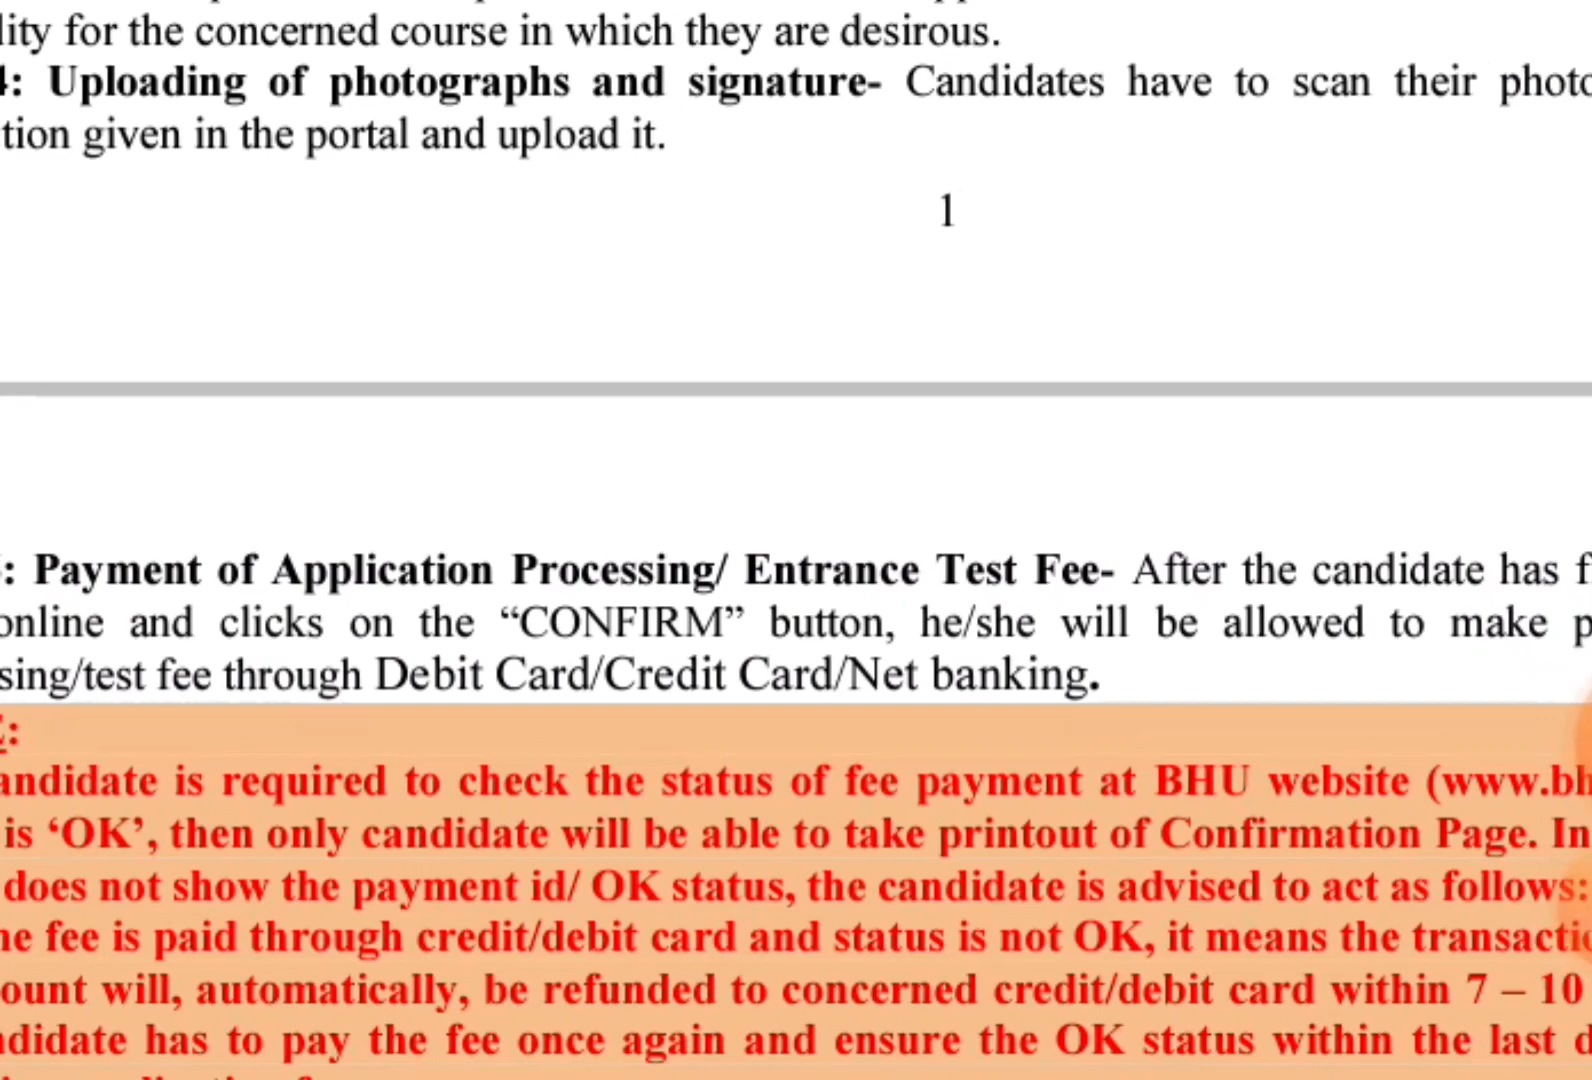 lity for the concerned course in which they are desirous.
4: Uploading of photographs and signature- Candidates have to scan their photo
tion given in the portal and upload it.
1
: Payment of Application Processing/ Entrance Test Fee- After the candidate has f
online and clicks on the “CONFIRM” button, he/she will be allowed to make p
sing/test fee through Debit Card/Credit Card/Net banking.
:
andidate is required to check the status of fee payment at BHU website (www.bh
is ‘OK’, then only candidate will be able to take printout of Confirmation Page. In
does not show the payment id/ OK status, the candidate is advised to act as follows:
he fee is paid through credit/debit card and status is not OK, it means the transactio
ount will, automatically, be refunded to concerned credit/debit card within 7 – 10
ndidate has to pay the fee once again and ensure the OK status within the last d